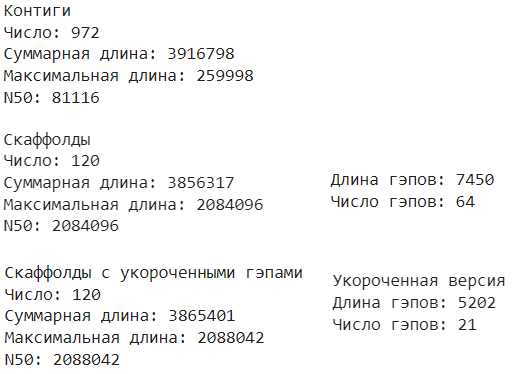 Контиги
Число: 972
Суммарная длина: 3916798
Максимальная длина: 259998
N50: 81116
Скаффолды
Число: 120
Суммарная длина: 3856317
Максимальная длина: 2084096
N50: 2084096
Длина гэпов: 7450
Число гэпов: 64
Скаффолды с укороченными гэпами
Число: 120
Суммарная длина: 3865401
Максимальная длина: 2088042
N50: 2088042
Укороченная версия
Длина гэпов: 5202
Число гэпов: 21